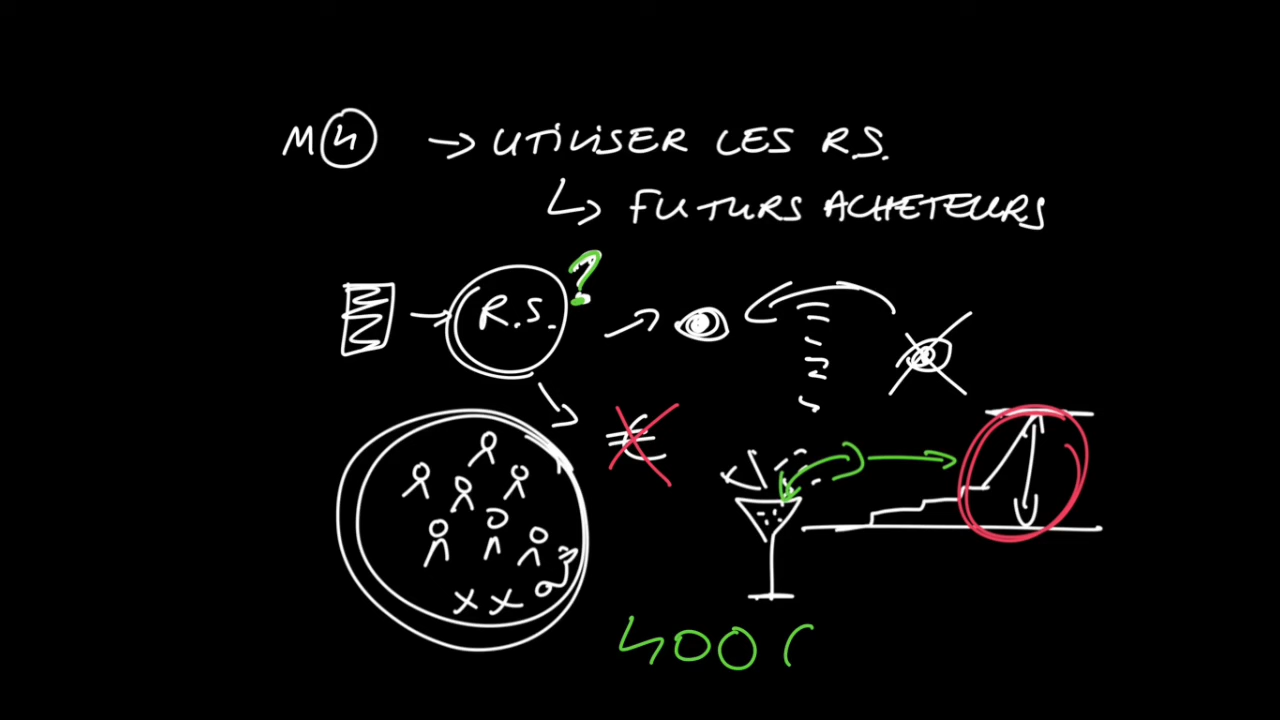 M4 → UTILISER LES R.S.
↳ FUTURS ACHETEURS
R.S. ?
€
400 (